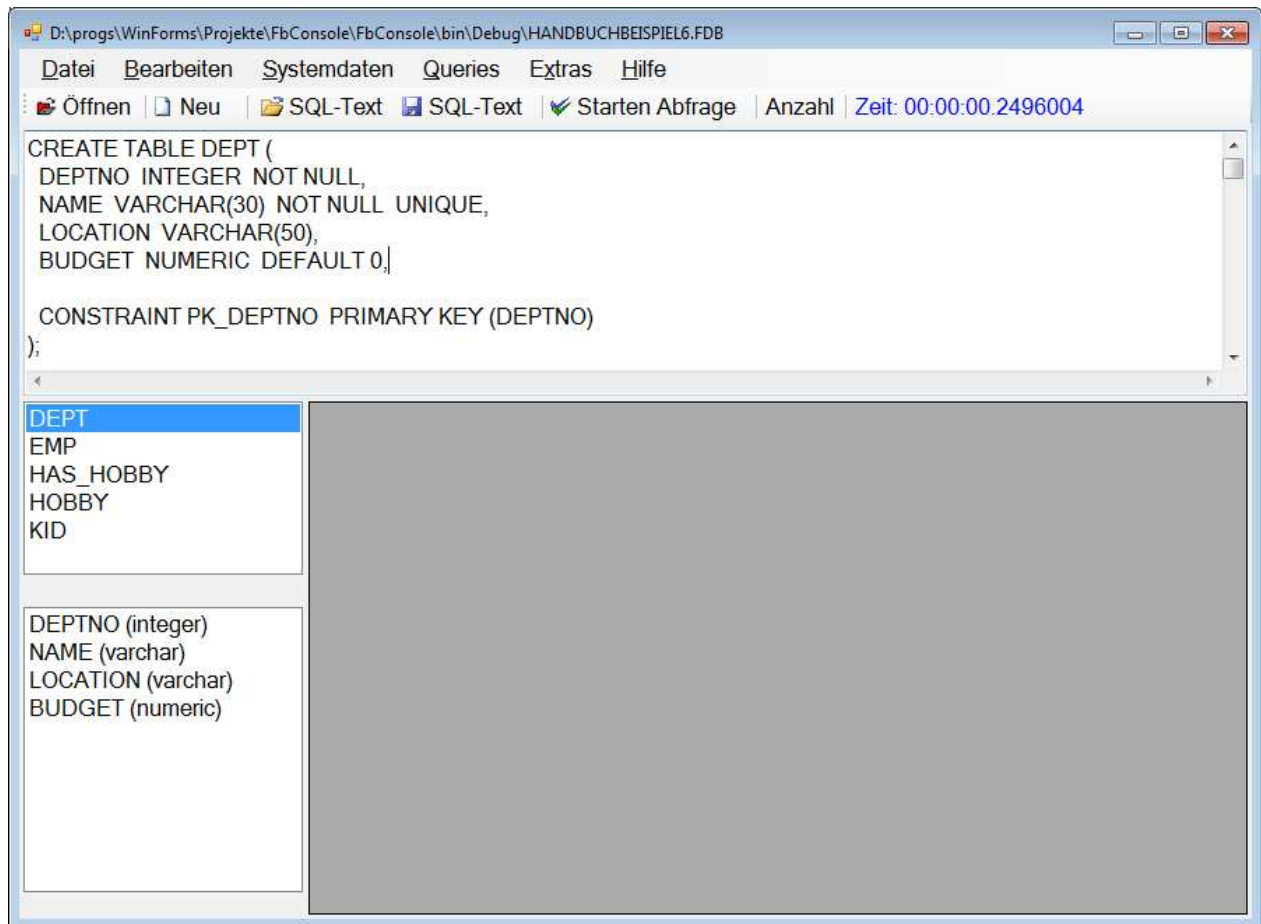 D:\progs\WinForms\Projekte\FbConsole\FbConsole\bin\Debug\HANDBUCHBEISPIEL6.FDB
Datei Bearbeiten Systemdaten Queries Extras Hilfe
Öffnen Neu SQL-Text SQL-Text Starten Abfrage Anzahl Zeit: 00:00:00.2496004
CREATE TABLE DEPT (
DEPTNO INTEGER NOT NULL,
NAME VARCHAR(30) NOT NULL UNIQUE,
LOCATION VARCHAR(50),
BUDGET NUMERIC DEFAULT 0,
CONSTRAINT PK_DEPTNO PRIMARY KEY (DEPTNO)
);
DEPT
EMP
HAS_HOBBY
HOBBY
KID
DEPTNO (integer)
NAME (varchar)
LOCATION (varchar)
BUDGET (numeric)